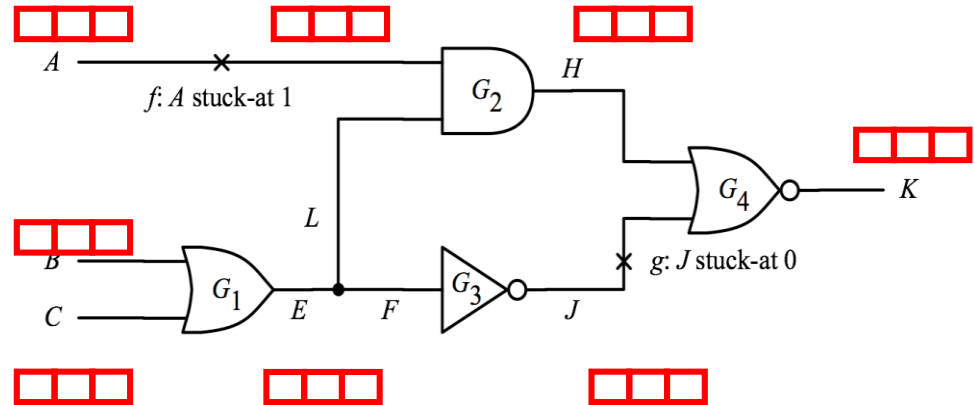 A
H
f: A stuck-at 1
G2
G4
K
L
B
g: J stuck-at 0
G1
G3
C
E
F
J